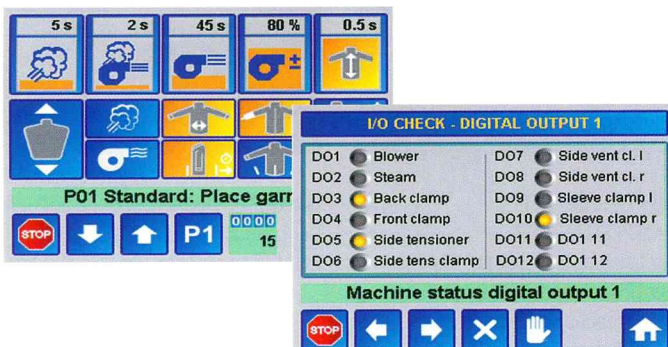 5 s 2 s 45 s 80 % 0.5 s
P01 Standard: Place garr
STOP P1 0000
15
I/O CHECK - DIGITAL OUTPUT 1
DO1 Blower
DO2 Steam
DO3 Back clamp
DO4 Front clamp
DO5 Side tensioner
DO6 Side tens clamp
DO7 Side vent cl. l
DO8 Side vent cl. r
DO9 Sleeve clamp l
DO10 Sleeve clamp r
DO11 DO1 11
DO12 DO1 12
Machine status digital output 1
STOP